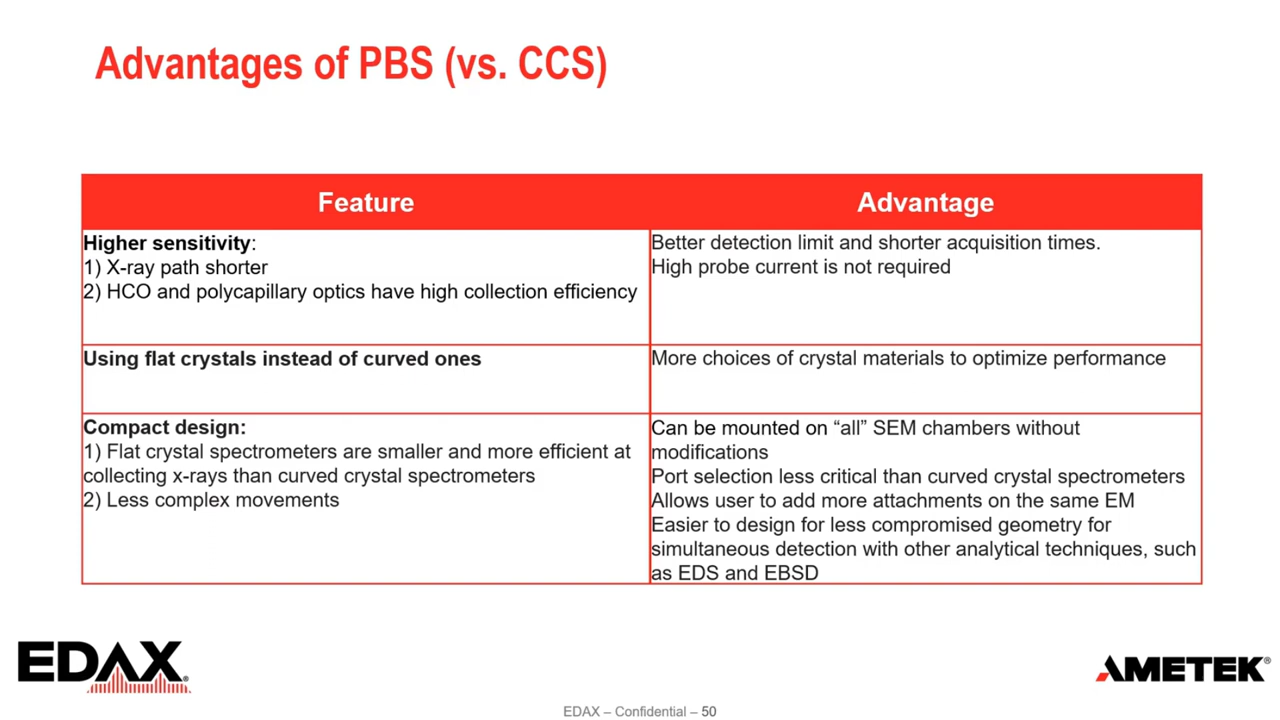 Advantages of PBS (vs. CCS)
Feature
Advantage
Higher sensitivity:
1) X-ray path shorter
2) HCO and polycapillary optics have high collection efficiency
Better detection limit and shorter acquisition times.
High probe current is not required
Using flat crystals instead of curved ones
More choices of crystal materials to optimize performance
Compact design:
1) Flat crystal spectrometers are smaller and more efficient at
collecting x-rays than curved crystal spectrometers
2) Less complex movements
Can be mounted on “all” SEM chambers without
modifications
Port selection less critical than curved crystal spectrometers
Allows user to add more attachments on the same EM
Easier to design for less compromised geometry for
simultaneous detection with other analytical techniques, such
as EDS and EBSD
EDAX®
AMETEK®
EDAX – Confidential – 50